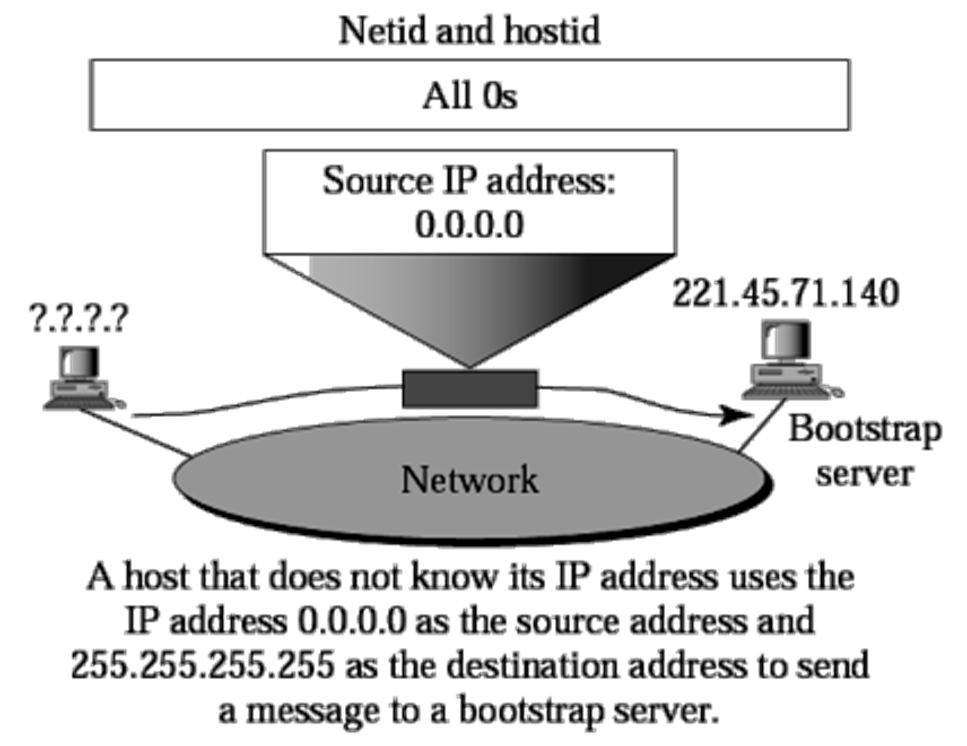 Netid and hostid
All 0s
Source IP address:
0.0.0.0
221.45.71.140
?.?.?.?
Bootstrap
server
Network
A host that does not know its IP address uses the
IP address 0.0.0.0 as the source address and
255.255.255.255 as the destination address to send
a message to a bootstrap server.